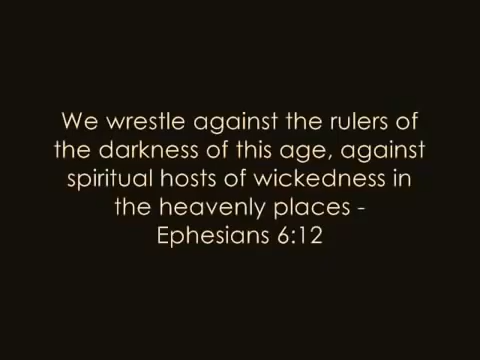 We wrestle against the rulers of
the darkness of this age, against
spiritual hosts of wickedness in
the heavenly places -
Ephesians 6:12